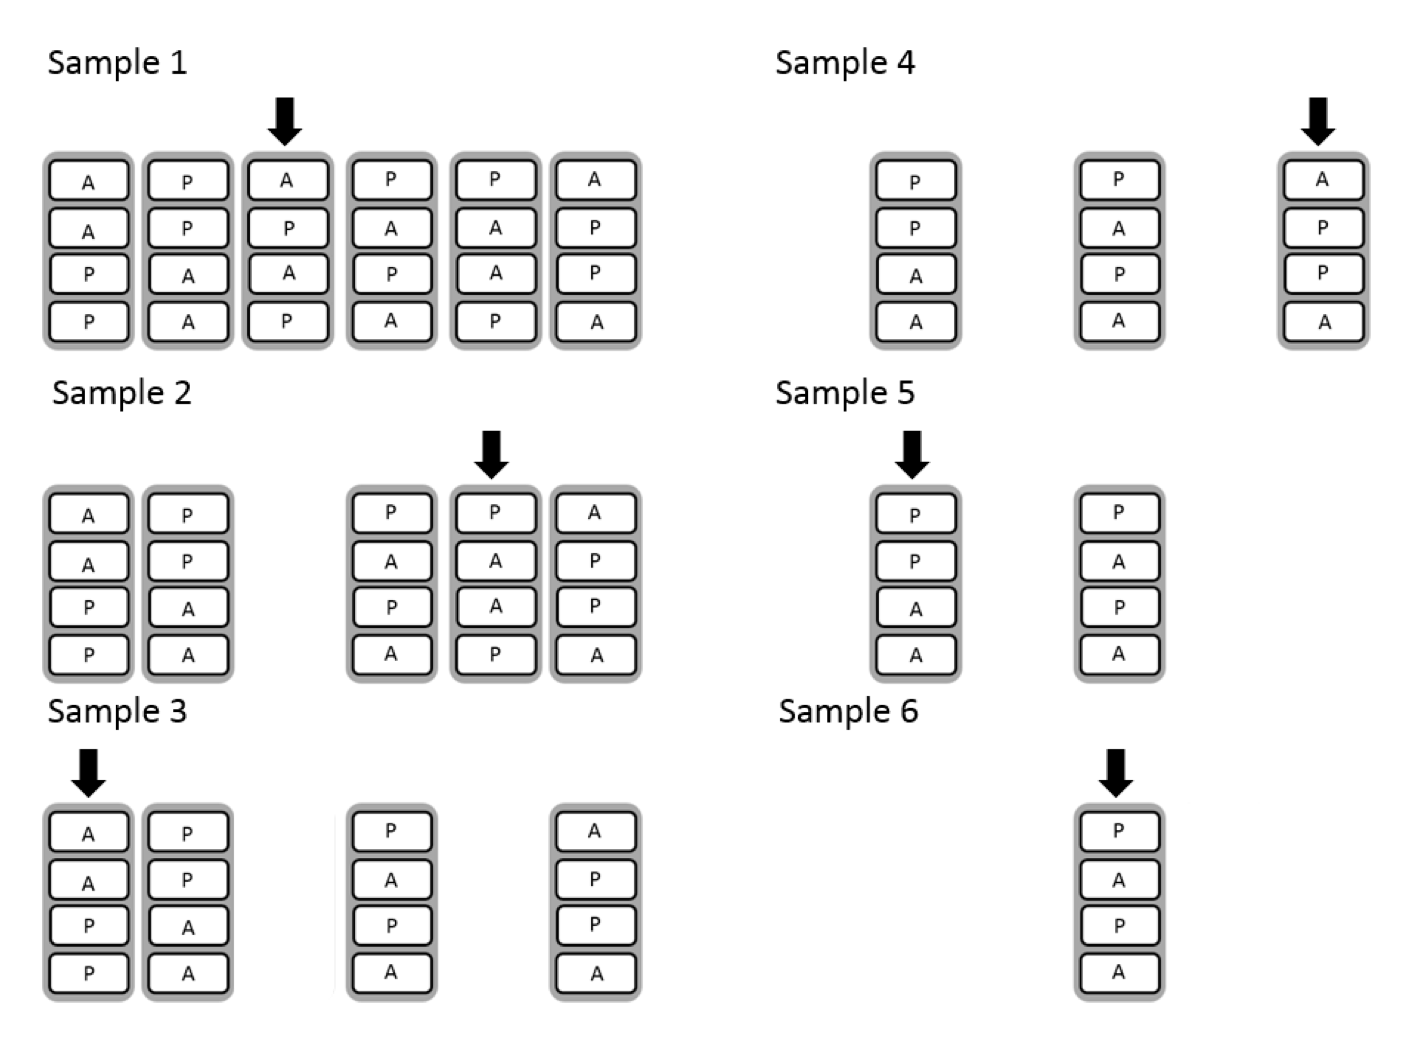 Sample 1
A P A P P A
A P P A A P
P A A P A P
P A P A P A
Sample 2
A P P P A
A P A A P
P A P A P
P A A P A
Sample 3
A P P A
A P A P
P A P P
P A A A
Sample 4
P P A
P A P
A P P
A A A
Sample 5
P P
P A
A P
A A
Sample 6
P
A
P
A